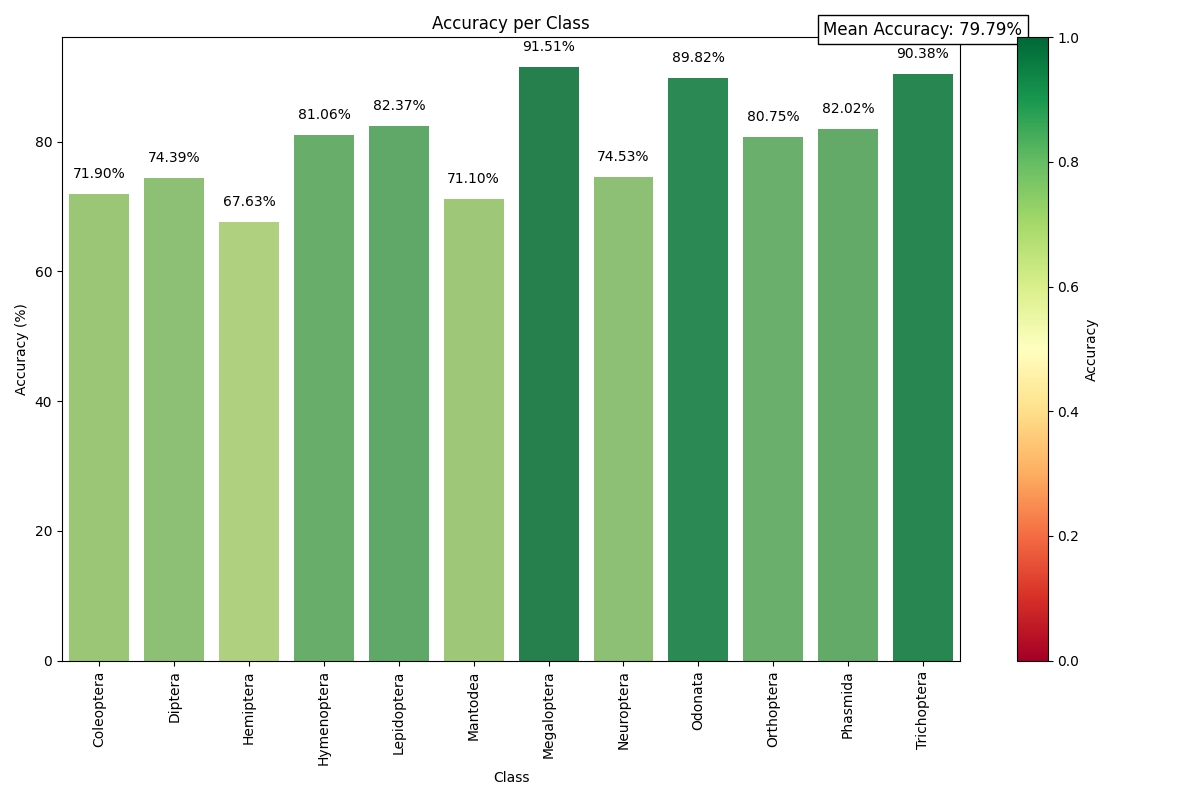 Accuracy per Class
Mean Accuracy: 79.79%
Accuracy (%)
80
60
40
20
0
71.90%
74.39%
67.63%
81.06%
82.37%
71.10%
91.51%
74.53%
89.82%
80.75%
82.02%
90.38%
Coleoptera
Diptera
Hemiptera
Hymenoptera
Lepidoptera
Mantodea
Megaloptera
Neuroptera
Odonata
Orthoptera
Phasmida
Trichoptera
Class
1.0
0.8
0.6
0.4
0.2
0.0
Accuracy